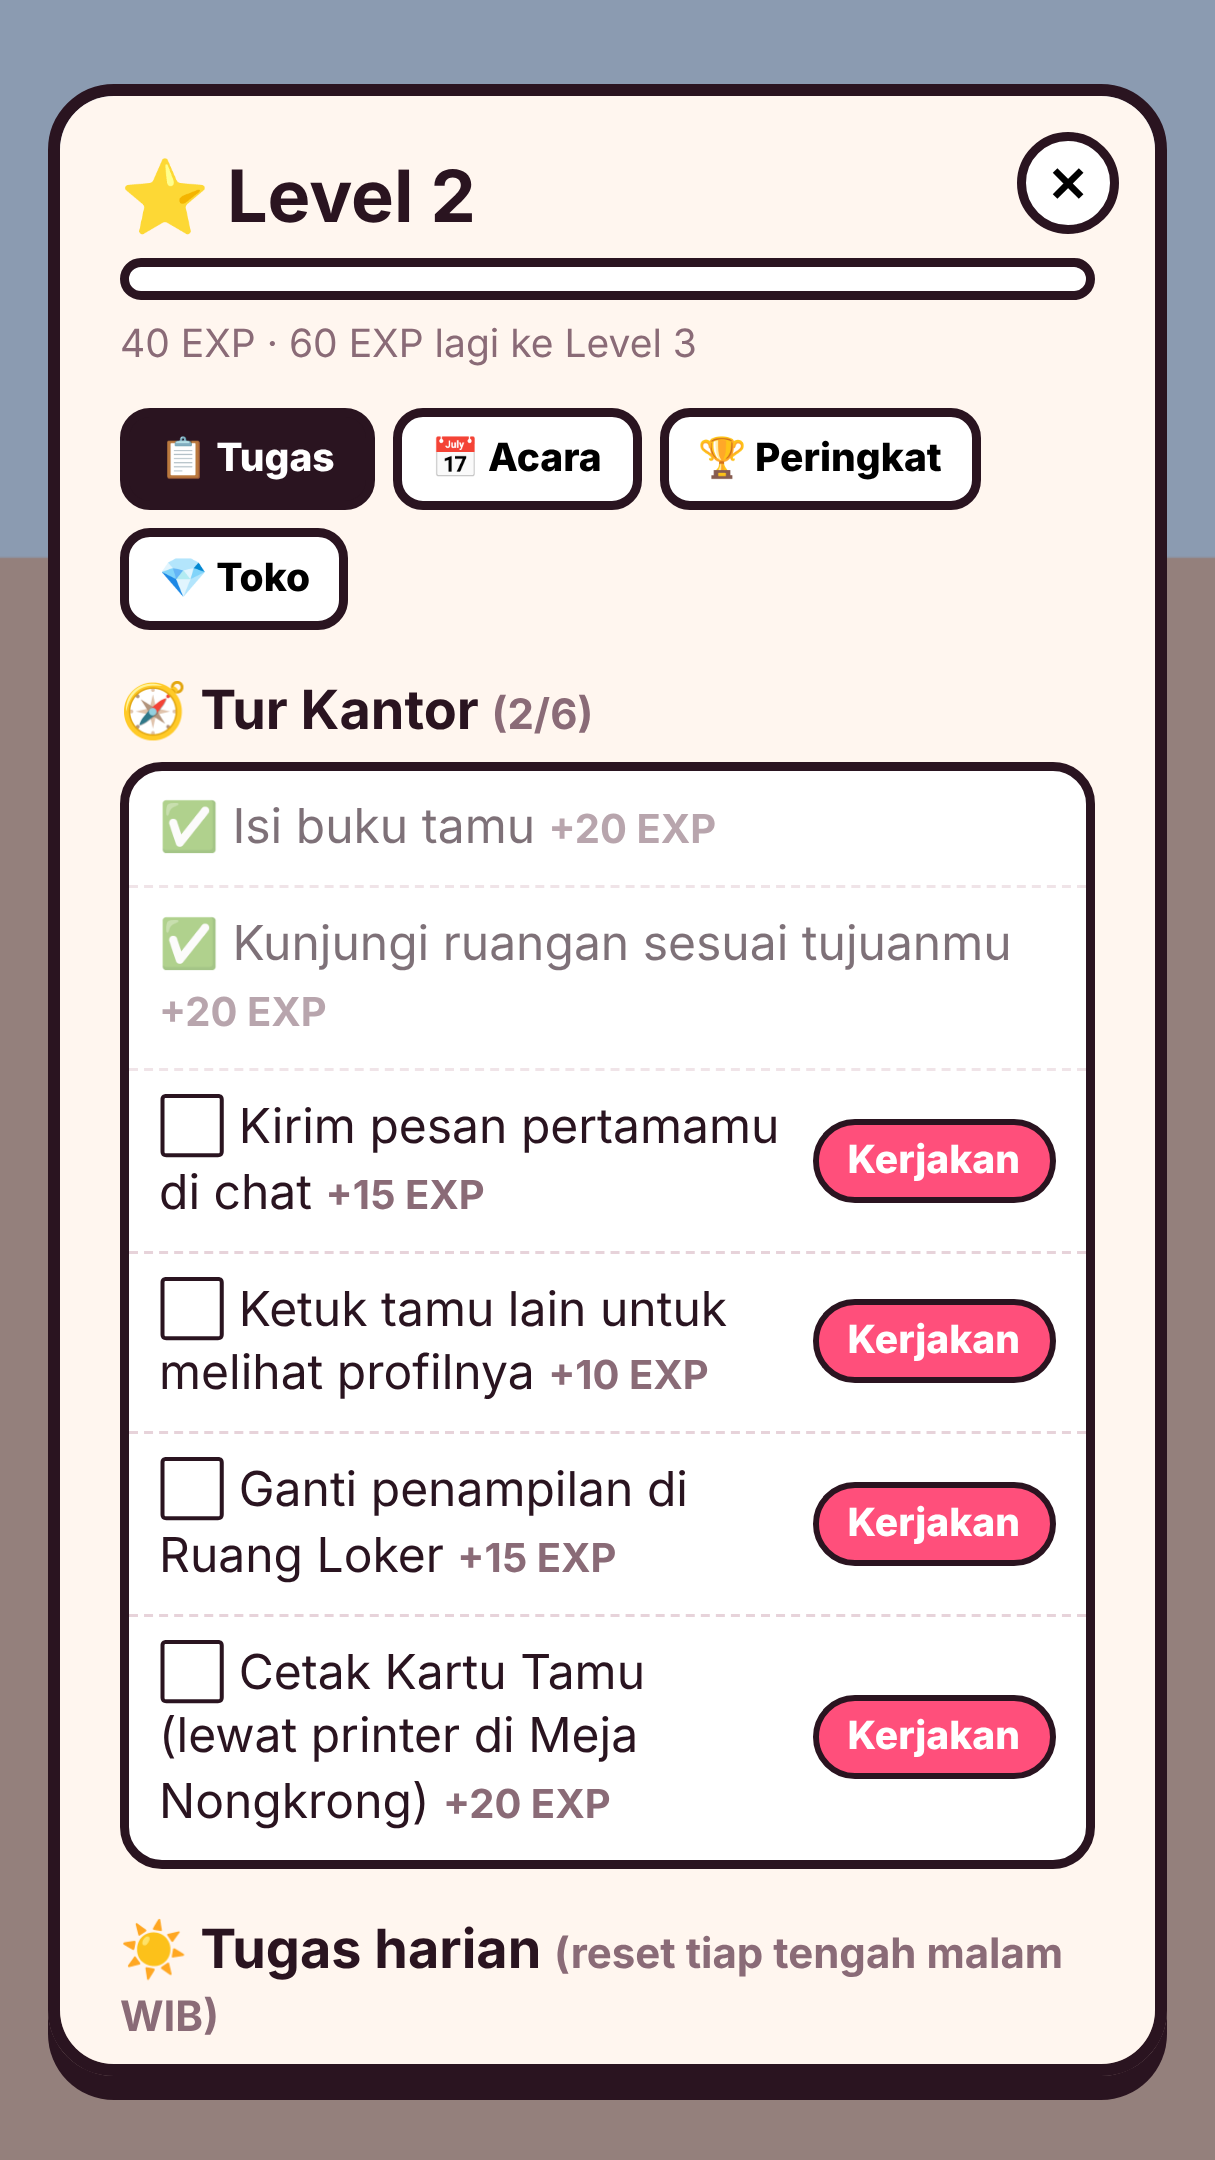 ⭐ Level 2
✕
40 EXP · 60 EXP lagi ke Level 3
📋 Tugas
📅 Acara
🏆 Peringkat
💎 Toko
🧭 Tur Kantor (2/6)
✅ Isi buku tamu +20 EXP
✅ Kunjungi ruangan sesuai tujuanmu
+20 EXP
⬜ Kirim pesan pertamamu
di chat +15 EXP
Kerjakan
⬜ Ketuk tamu lain untuk
melihat profilnya +10 EXP
Kerjakan
⬜ Ganti penampilan di
Ruang Loker +15 EXP
Kerjakan
⬜ Cetak Kartu Tamu
(lewat printer di Meja
Nongkrong) +20 EXP
Kerjakan
☀️ Tugas harian (reset tiap tengah malam
WIB)